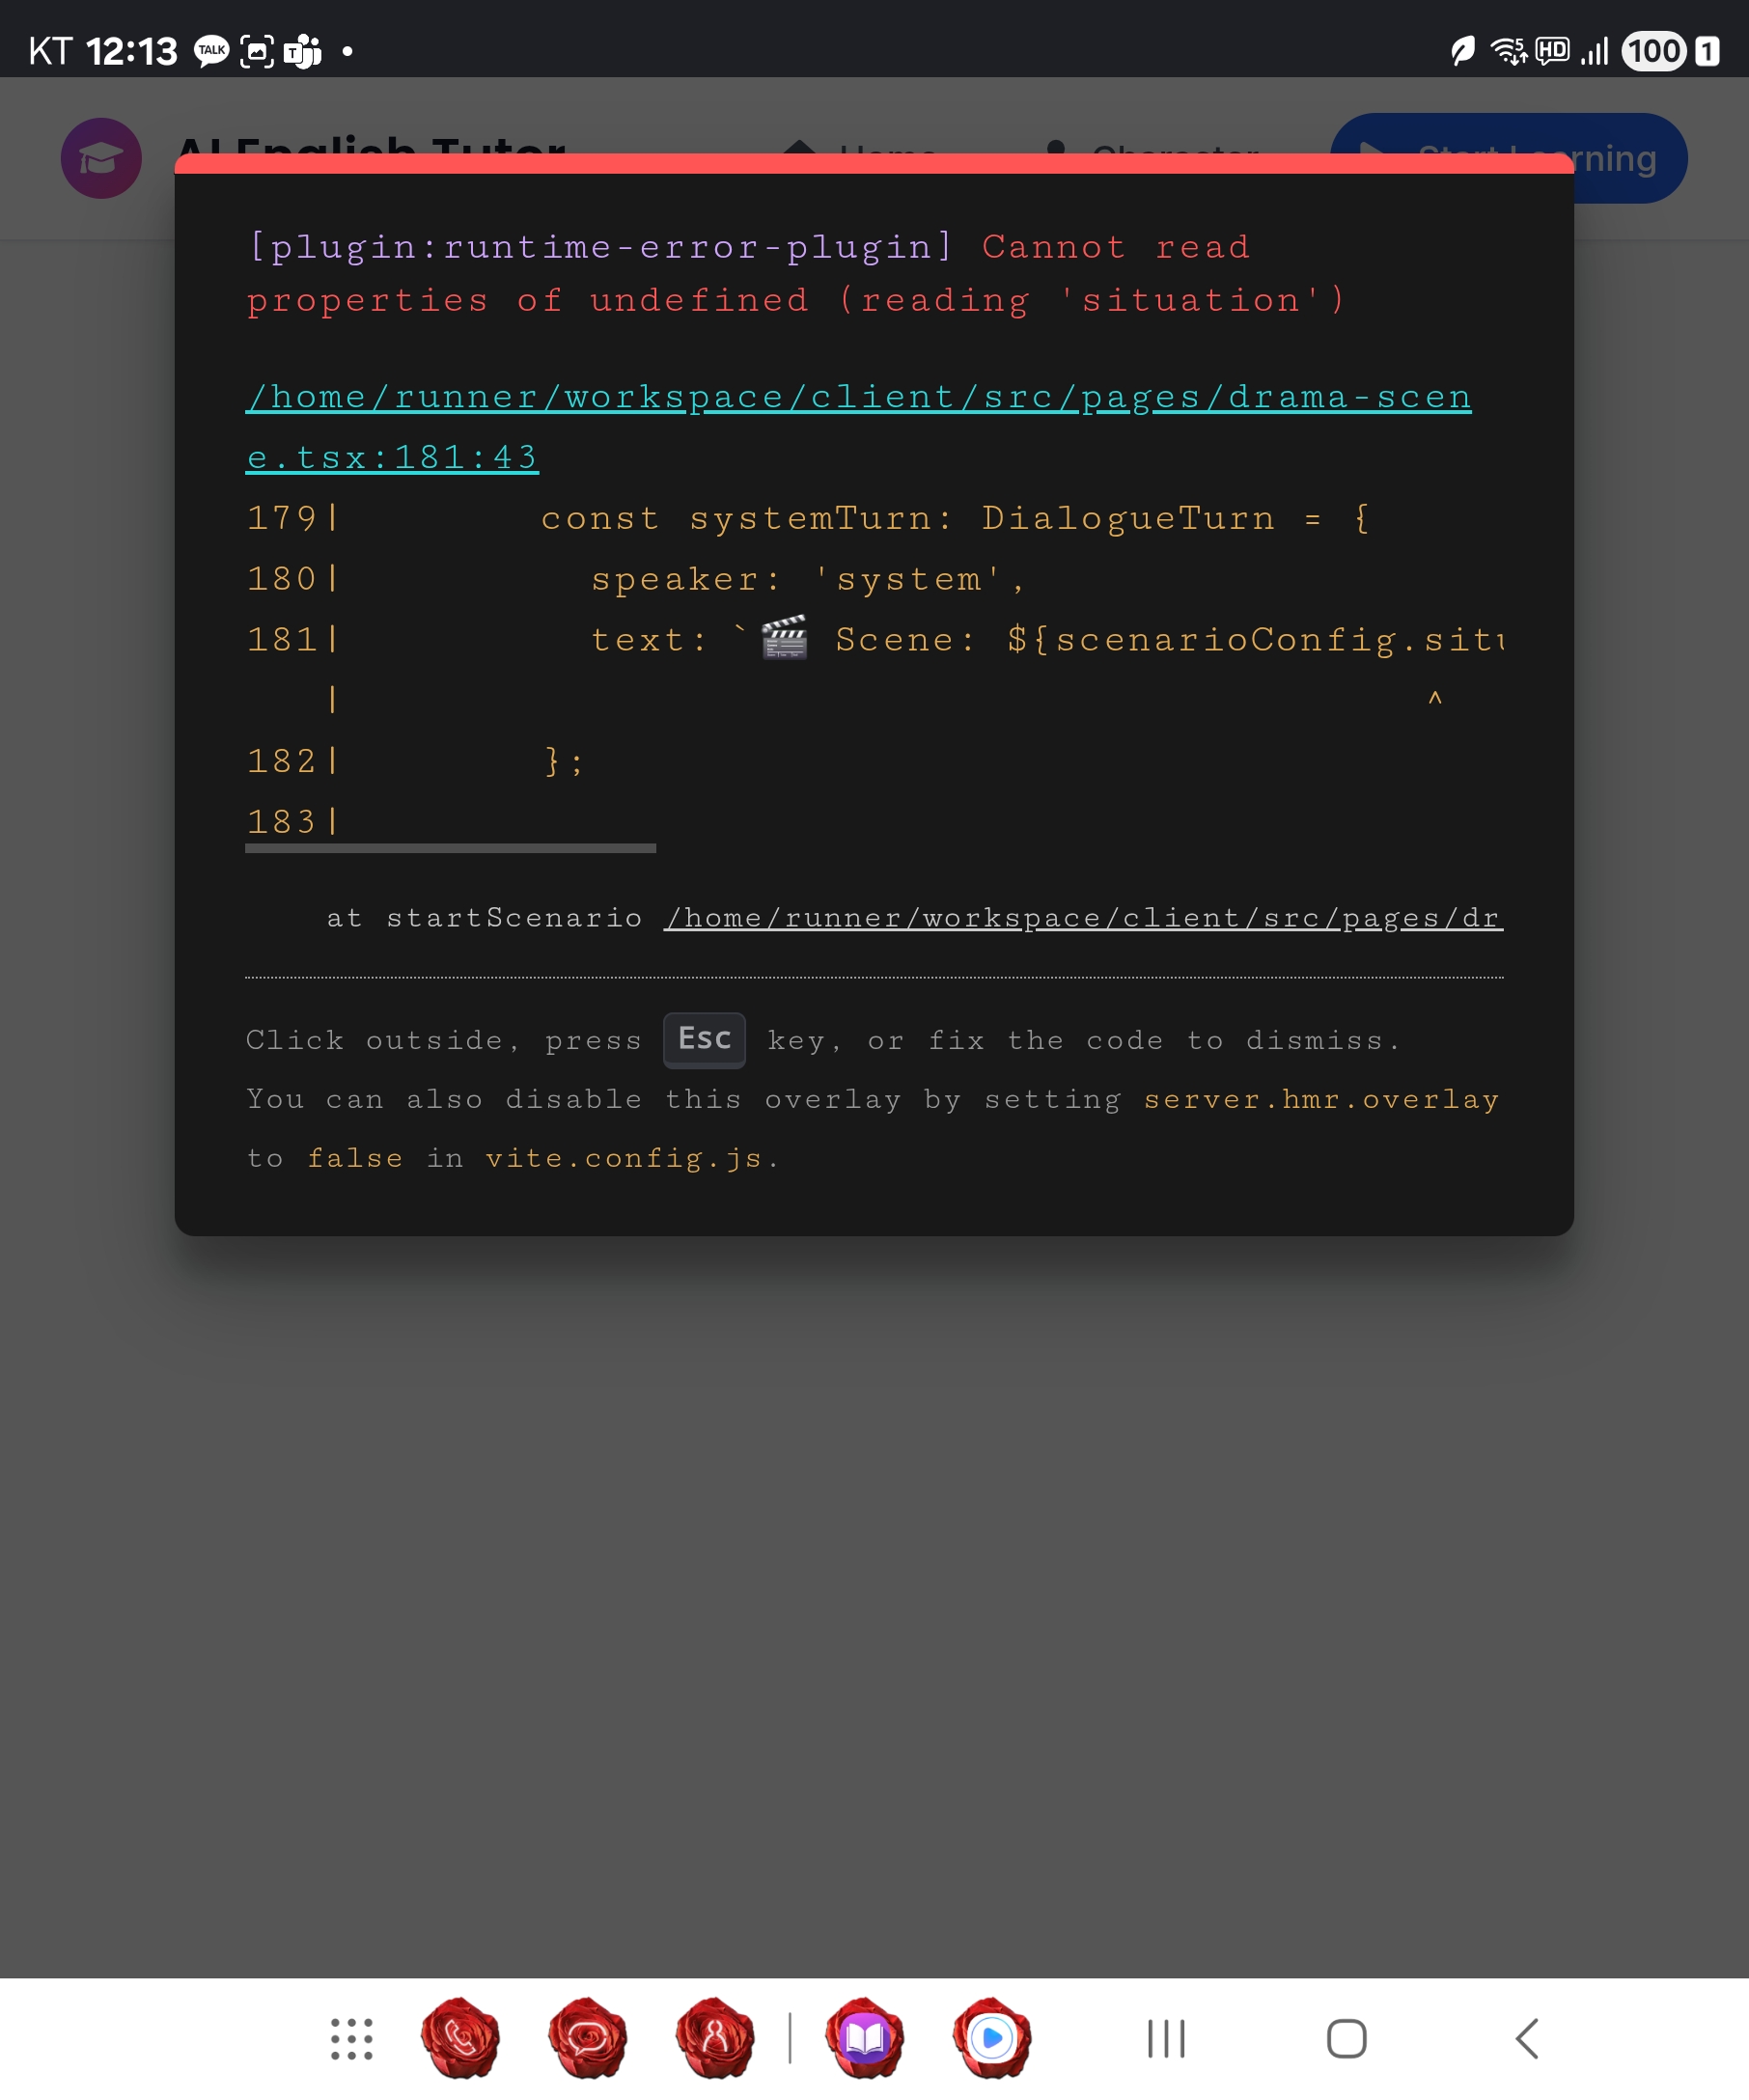 KT 12:13 TALK T 5 HD 100 1
AI English Tutor Home Character Start Learning
[plugin:runtime-error-plugin] Cannot read
properties of undefined (reading 'situation')
/home/runner/workspace/client/src/pages/drama-scen
e.tsx:181:43
179| const systemTurn: DialogueTurn = {
180| speaker: 'system',
181| text: `🎬 Scene: ${scenarioConfig.situ
| ^
182| };
183|
at startScenario /home/runner/workspace/client/src/pages/dr
Click outside, press Esc key, or fix the code to dismiss.
You can also disable this overlay by setting server.hmr.overlay
to false in vite.config.js.